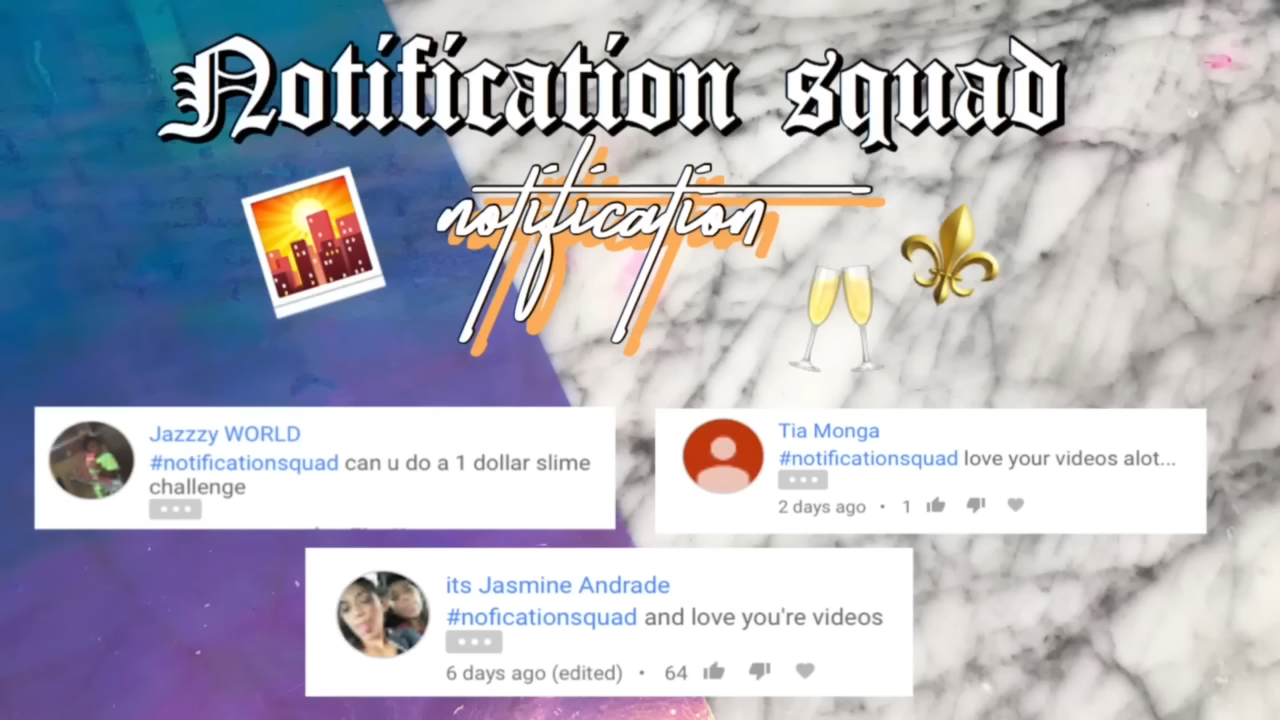 Notification squad
notification
Jazzzy WORLD
#notificationsquad can u do a 1 dollar slime
challenge
Tia Monga
#notificationsquad love your videos alot...
2 days ago • 1
its Jasmine Andrade
#noficationsquad and love you're videos
6 days ago (edited) • 64